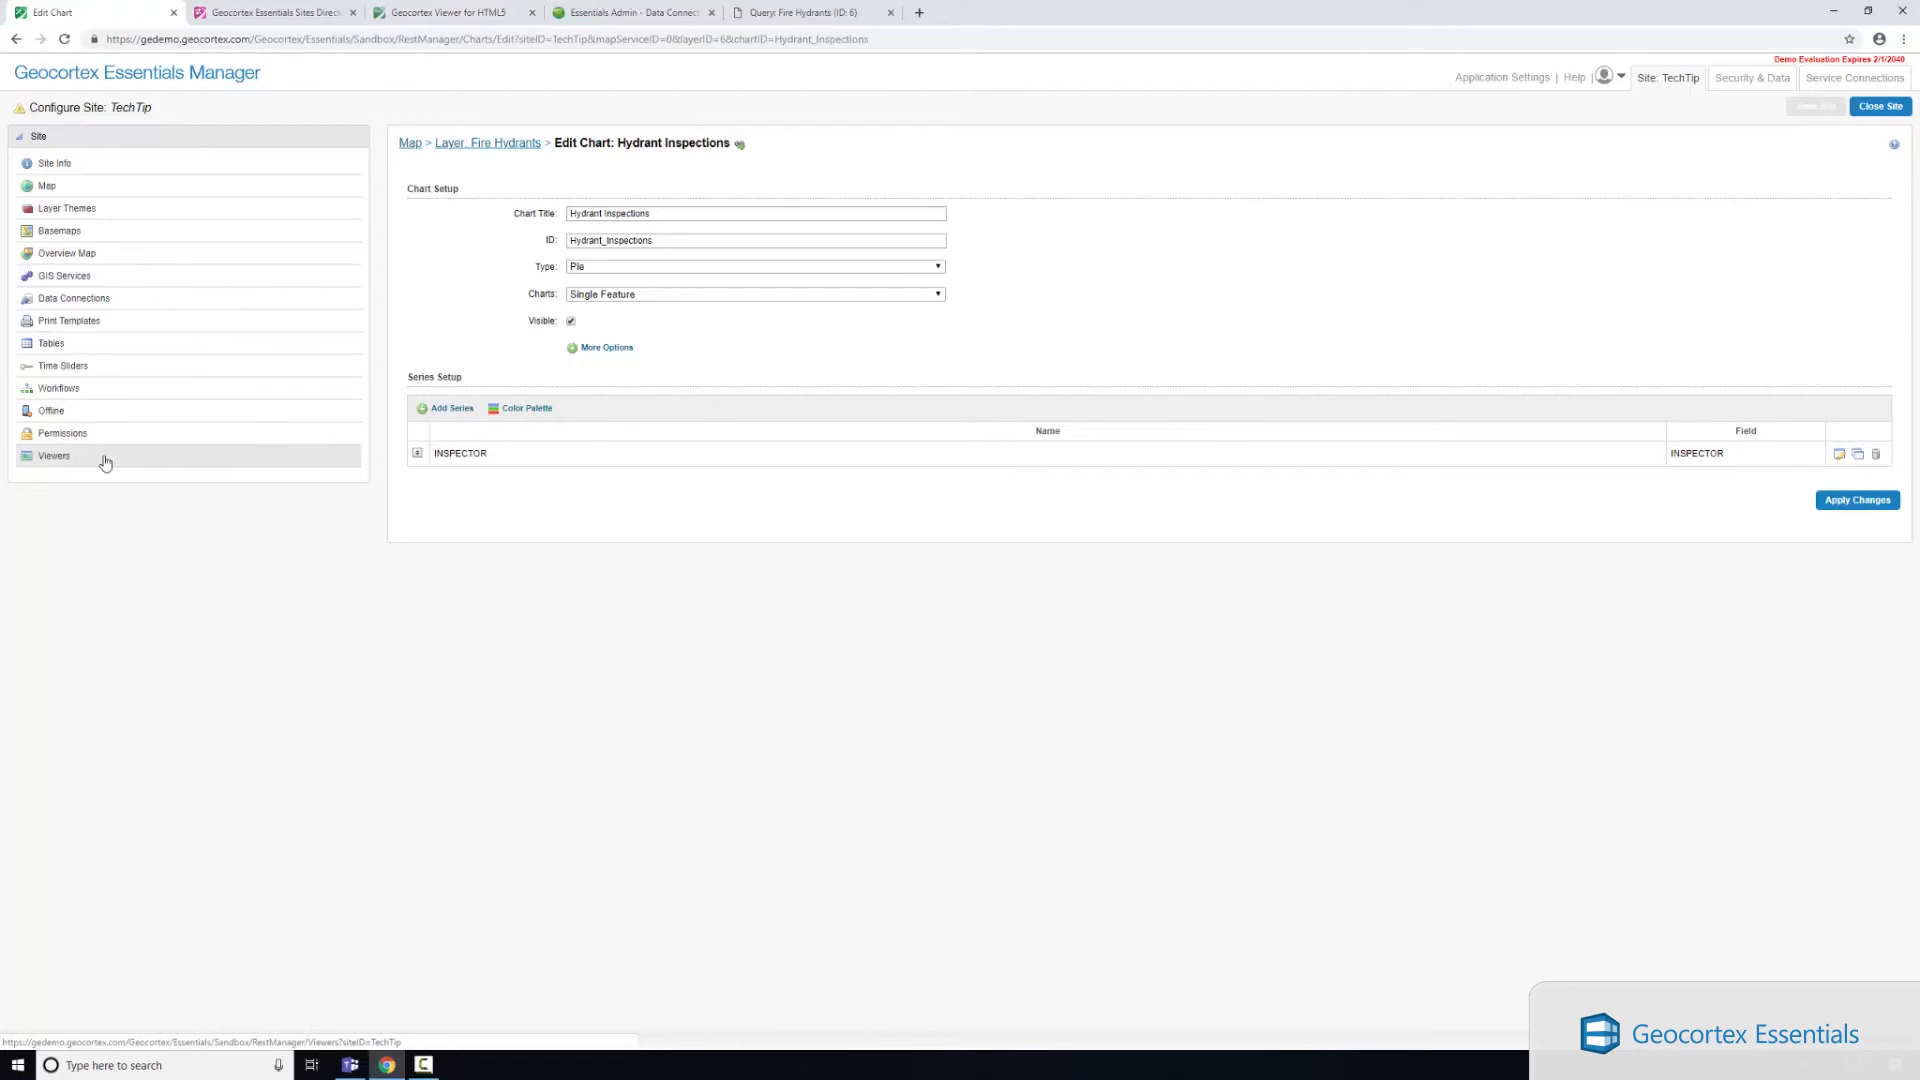 Edit Chart
Geocortex Essentials Sites Direct
Geocortex Viewer for HTML5
Essentials Admin - Data Connect
Query: Fire Hydrants (ID: 6)
https://gedemo.geocortex.com/Geocortex/Essentials/Sandbox/RestManager/Charts/Edit?siteID=TechTip&mapServiceID=0&layerID=6&chartID=Hydrant_Inspections
Demo Evaluation Expires 2/1/2040
Geocortex Essentials Manager
Application Settings | Help |
Site: TechTip
Security & Data
Service Connections
Configure Site: TechTip
Save Site
Close Site
Site
Site Info
Map
Layer Themes
Basemaps
Overview Map
GIS Services
Data Connections
Print Templates
Tables
Time Sliders
Workflows
Offline
Permissions
Viewers
Map > Layer: Fire Hydrants > Edit Chart: Hydrant Inspections
Chart Setup
Chart Title: Hydrant Inspections
ID: Hydrant_Inspections
Type: Pie
Charts: Single Feature
Visible:
More Options
Series Setup
Add Series
Color Palette
Name
Field
INSPECTOR
INSPECTOR
Apply Changes
https://gedemo.geocortex.com/Geocortex/Essentials/Sandbox/RestManager/Viewers?siteID=TechTip
Type here to search
Geocortex Essentials